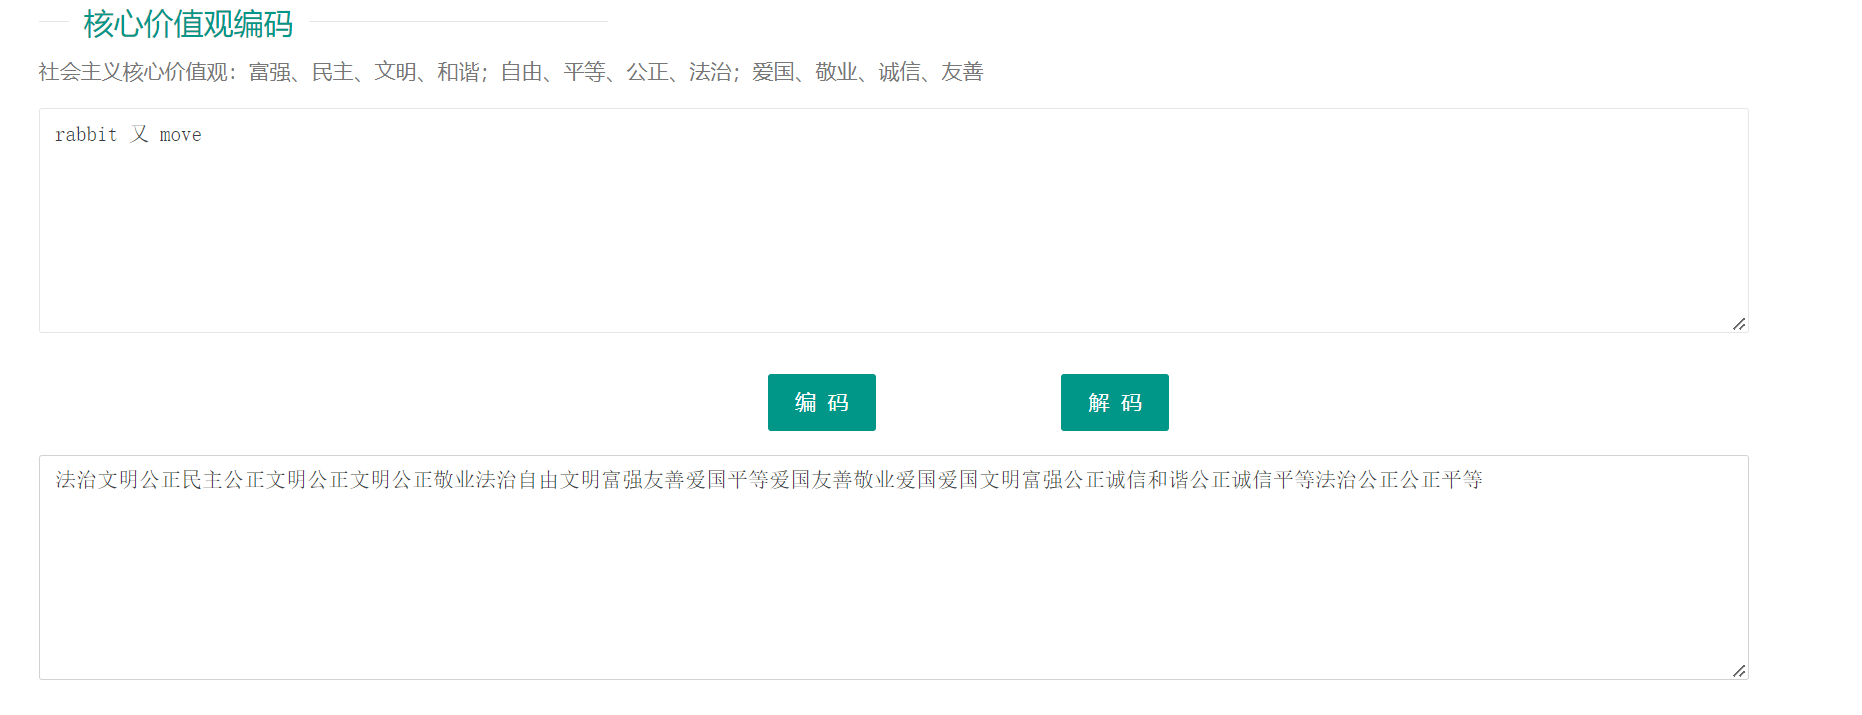 核心价值观编码
社会主义核心价值观：富强、民主、文明、和谐；自由、平等、公正、法治；爱国、敬业、诚信、友善
rabbit 又 move
编 码
解 码
法治文明公正民主公正文明公正文明公正敬业法治自由文明富强友善爱国平等爱国友善敬业爱国爱国文明富强公正诚信和谐公正诚信平等法治公正公正平等